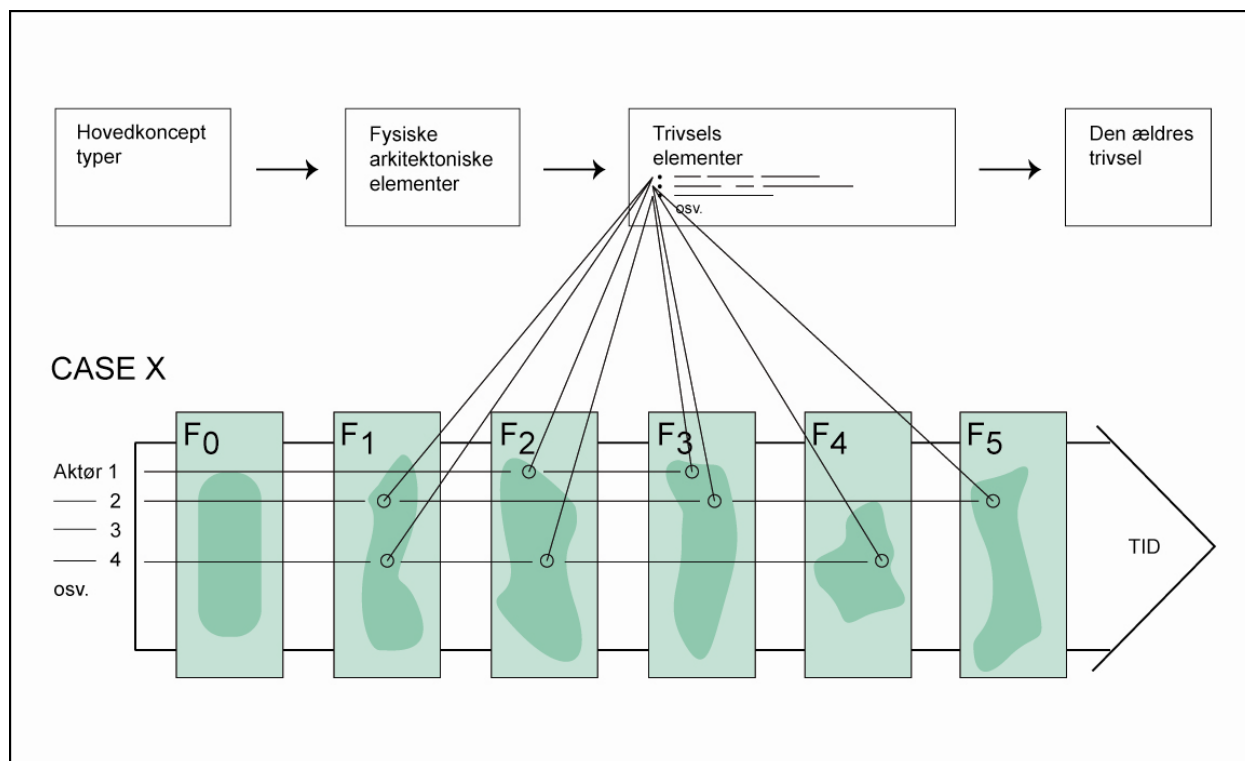 Hovedkoncept
typer
Fysiske
arkitektoniske
elementer
Trivsels
elementer
osv.
Den ældres
trivsel
CASE X
F0
F1
F2
F3
F4
F5
Aktør 1
2
3
4
osv.
TID